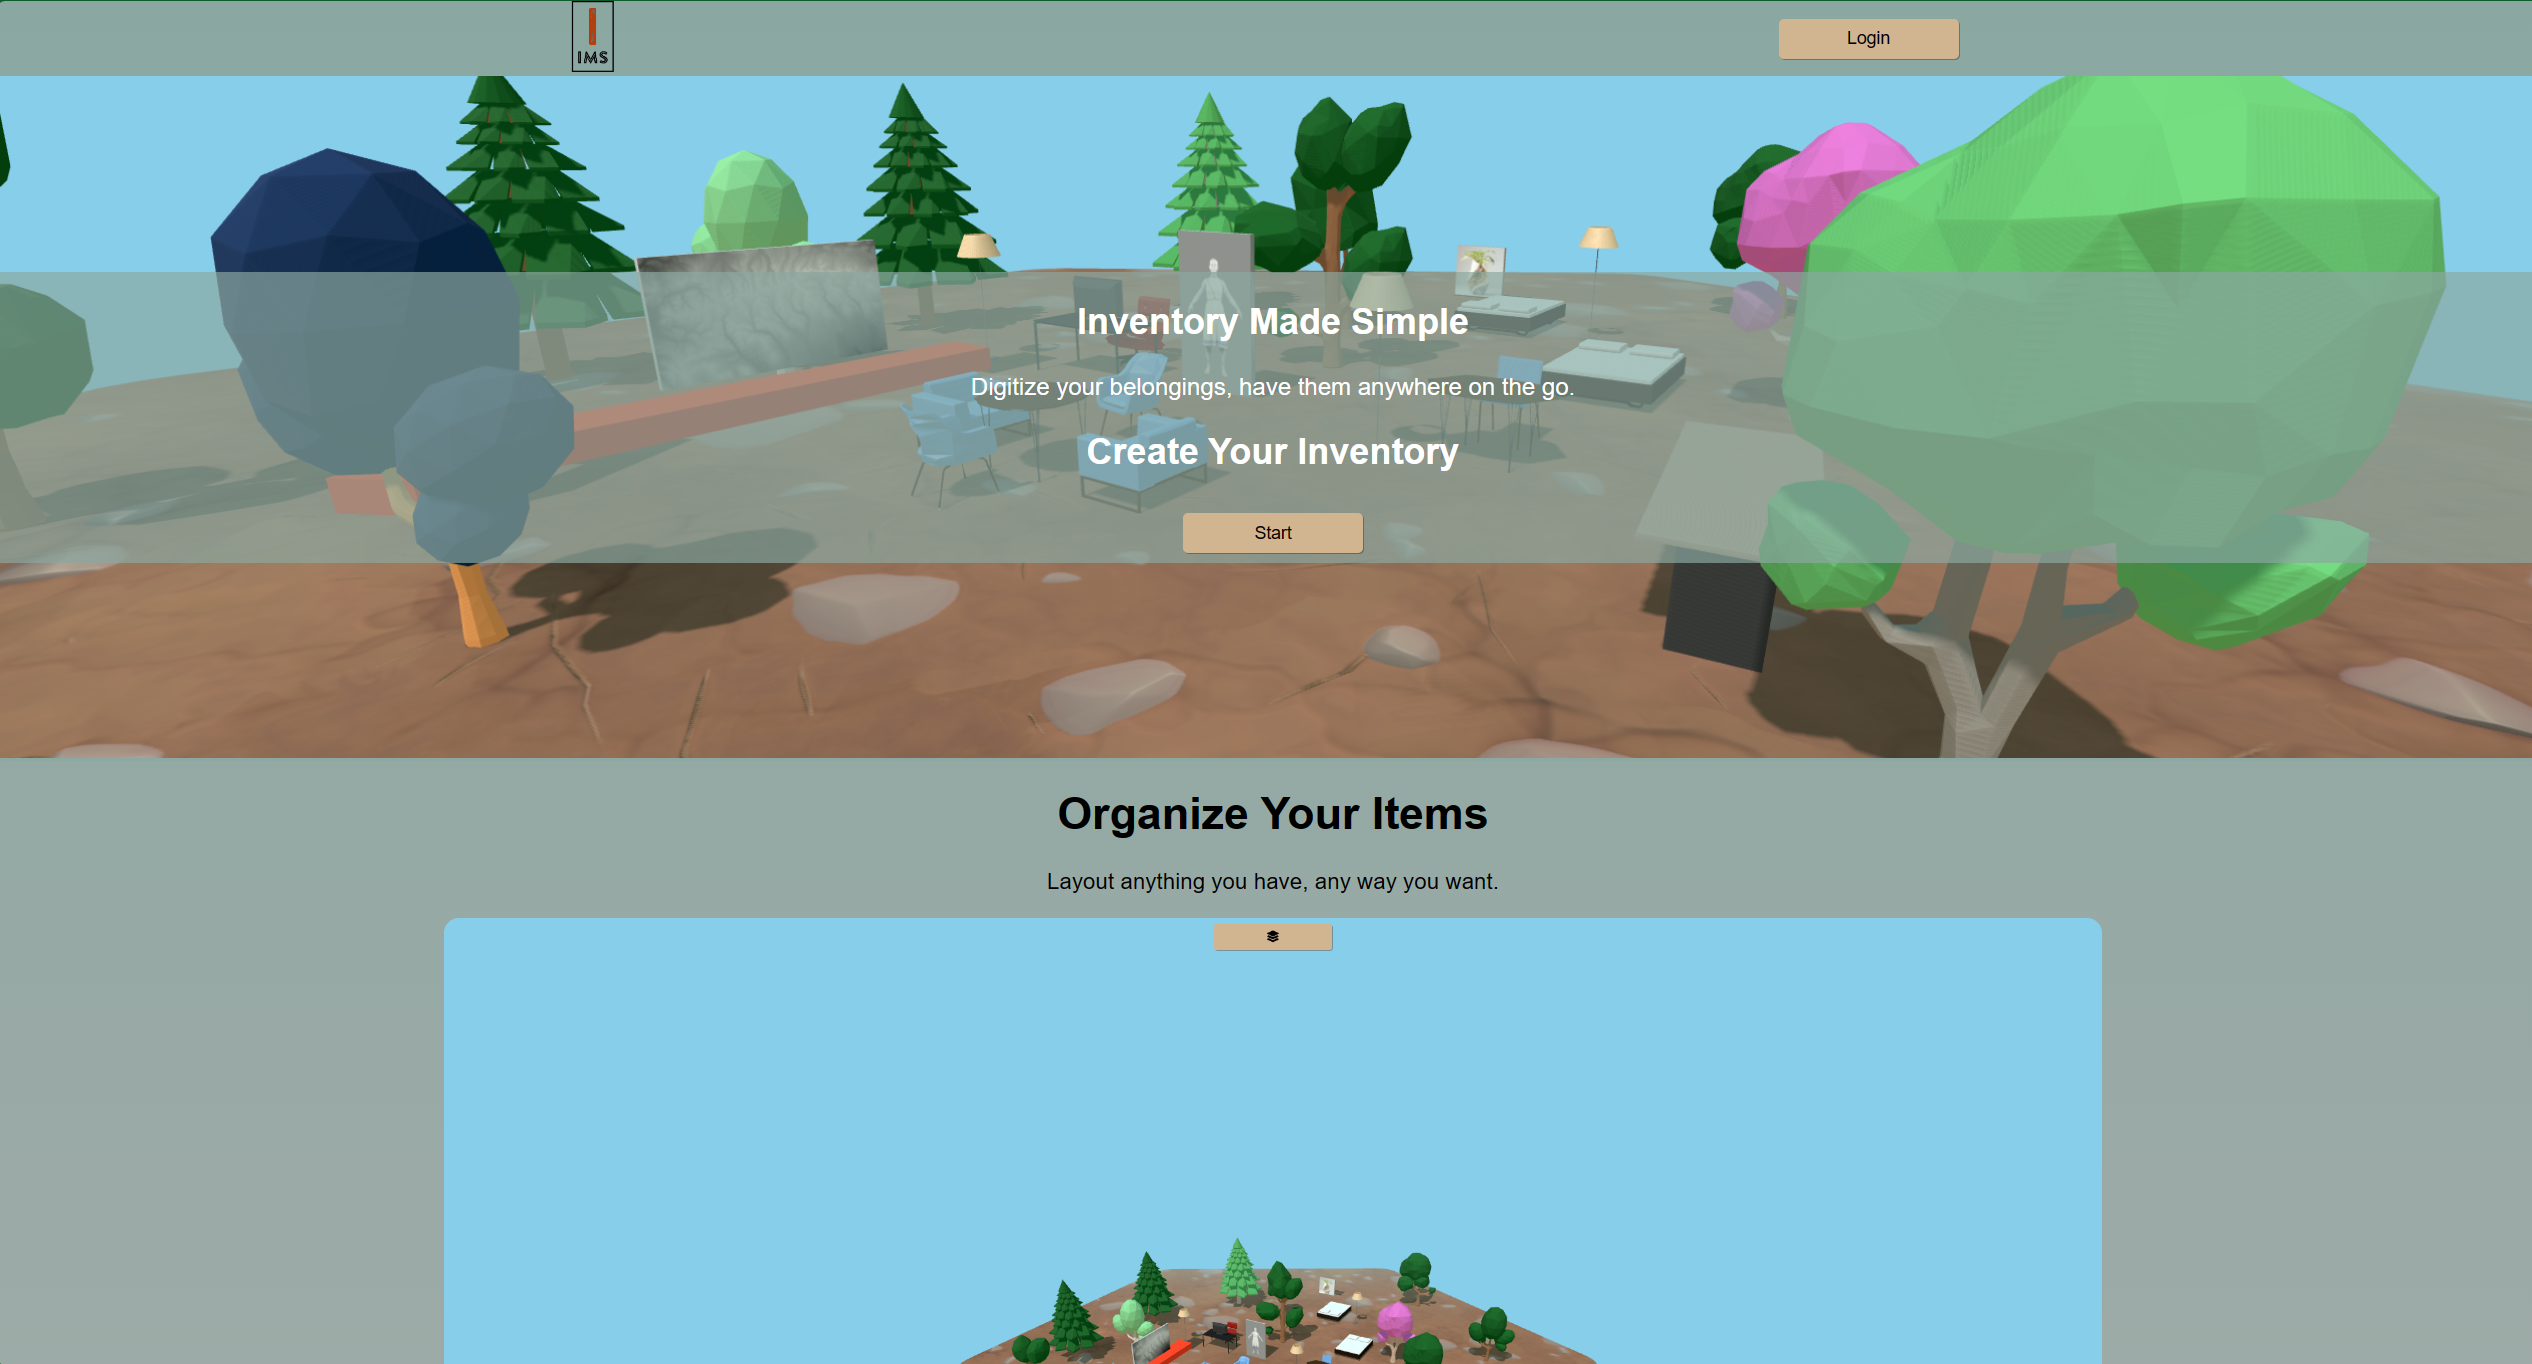 IMS
Login
Inventory Made Simple
Digitize your belongings, have them anywhere on the go.
Create Your Inventory
Start
Organize Your Items
Layout anything you have, any way you want.